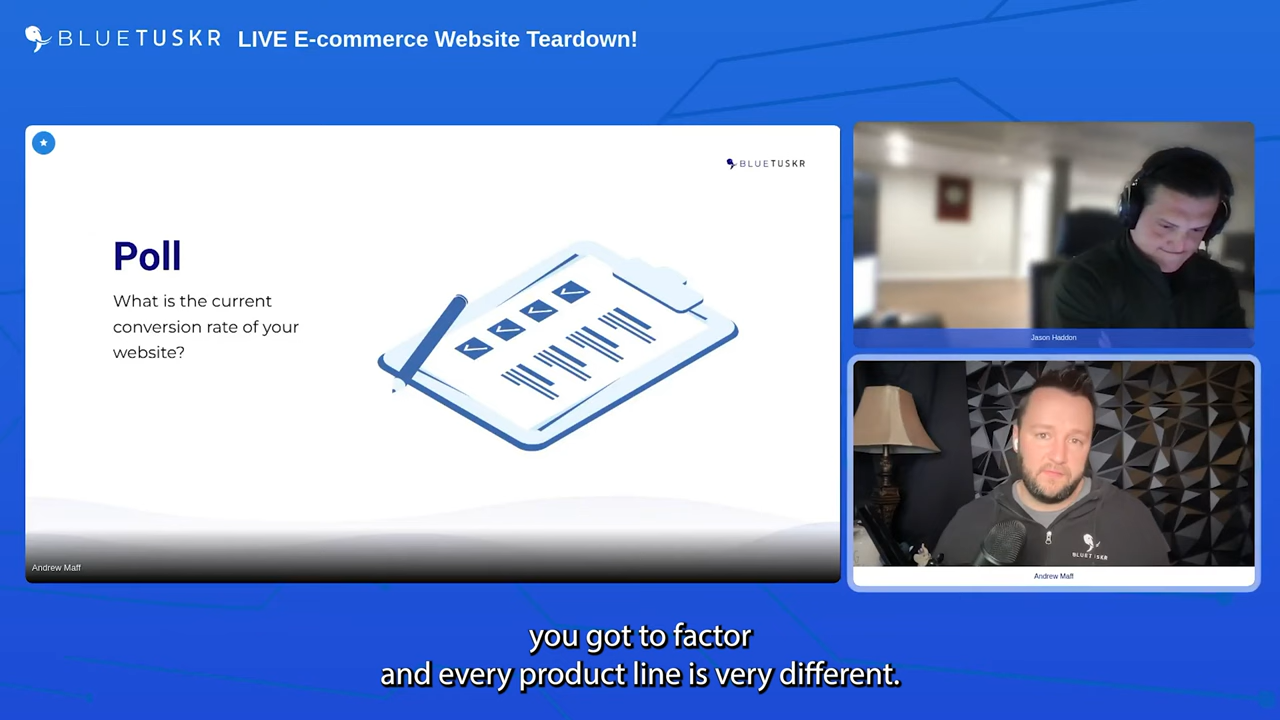 BLUETUSKR LIVE E-commerce Website Teardown!
BLUETUSKR
Poll
What is the current
conversion rate of your
website?
Andrew Maff
Jason Haddon
BLUETUSKR
Andrew Maff
you got to factor
and every product line is very different.